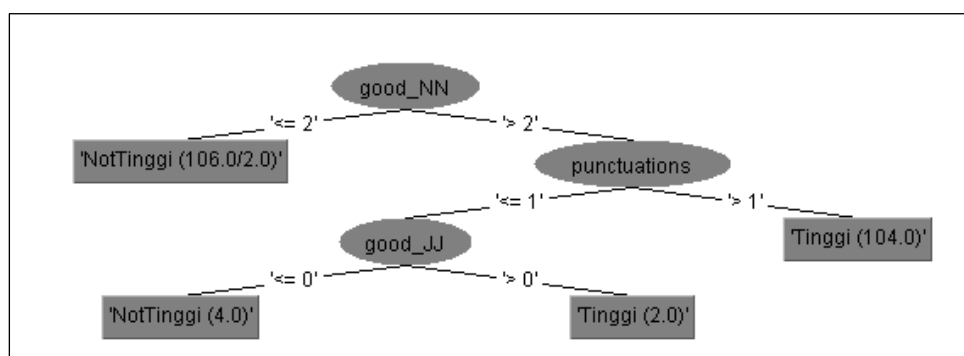 good_NN
'<= 2' '> 2'
'NotTinggi (106.0/2.0)' punctuations
'<= 1' '> 1'
good_JJ 'Tinggi (104.0)'
'<= 0' '> 0'
'NotTinggi (4.0)' 'Tinggi (2.0)'